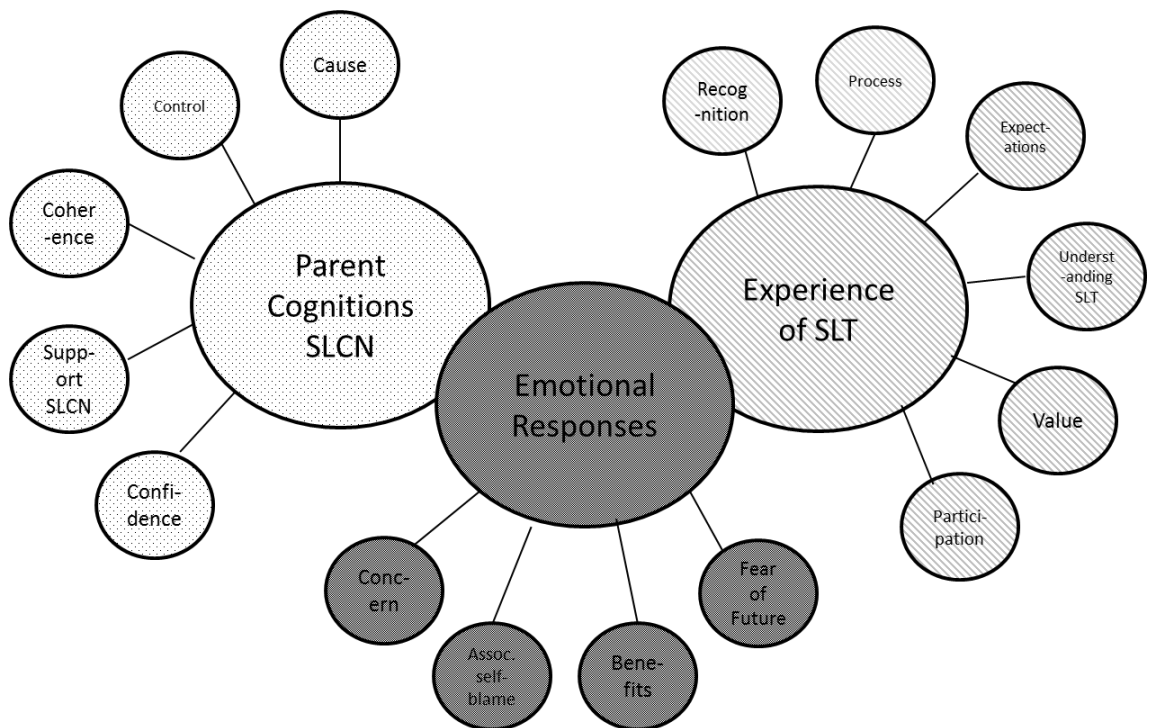 Cause
Control
Coher
-ence
Supp-
ort
SLCN
Confi-
dence
Parent
Cognitions
SLCN
Emotional
Responses
Conc-
ern
Assoc.
self-
blame
Bene-
fits
Fear
of
Future
Experience
of SLT
Recog
-nition
Process
Expect-
ations
Underst
-anding
SLT
Value
Partici-
pation